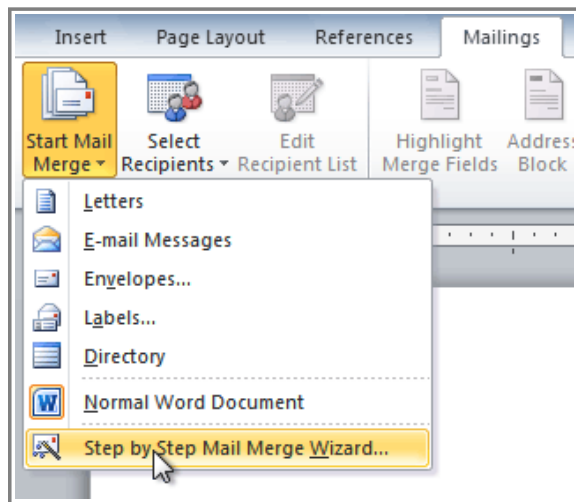 Insert Page Layout References Mailings
Start Mail Select Edit Highlight Address
Merge Recipients Recipient List Merge Fields Block
Letters
E-mail Messages
Envelopes...
Labels...
Directory
Normal Word Document
Step by Step Mail Merge Wizard...